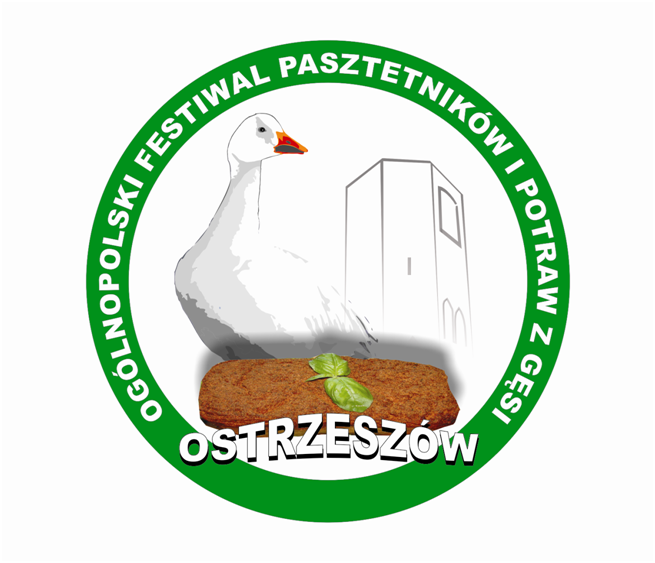 OGÓLNOPOLSKI FESTIWAL PASZTETNIKÓW I POTRAW Z GĘSI
OSTRZESZÓW